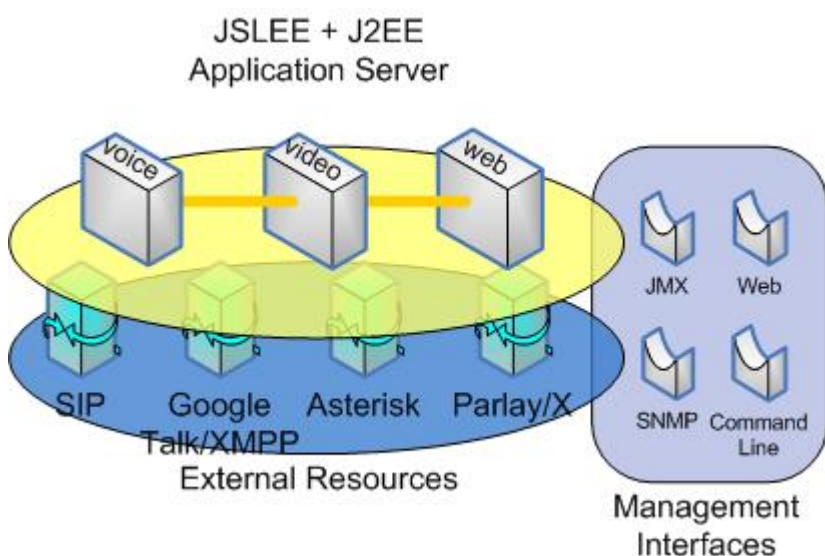 JSLEE + J2EE
Application Server
voice
video
web
JMX
Web
SNMP
Command
Line
SIP
Google
Talk/XMPP
Asterisk
Parlay/X
External Resources
Management
Interfaces